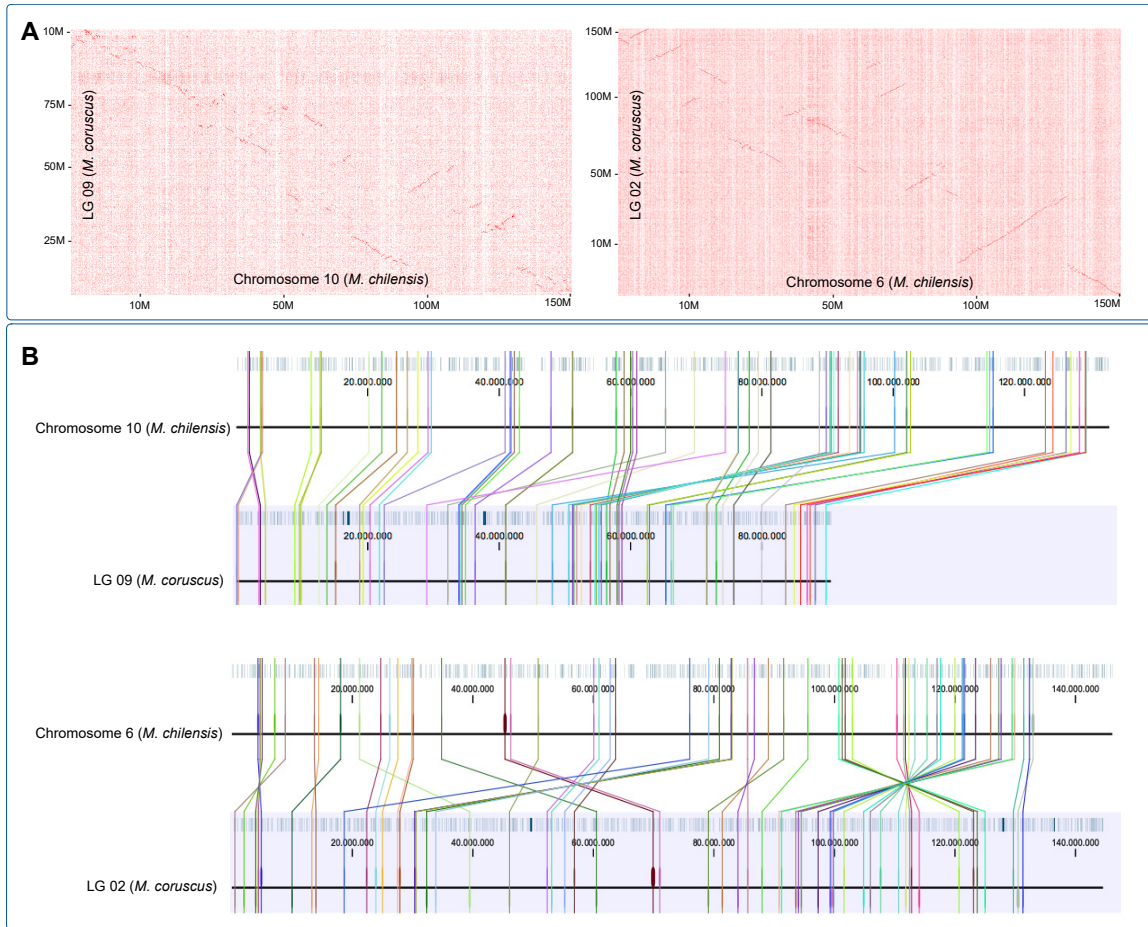 A
10M
75M
50M
25M
LG 09 (M. coruscus)
Chromosome 10 (M. chilensis)
10M 50M 100M 150M
150M
100M
50M
10M
LG 02 (M. coruscus)
Chromosome 6 (M. chilensis)
10M 50M 100M 150M
B
20.000.000 40.000.000 60.000.000 80.000.000 100.000.000 120.000.000
Chromosome 10 (M. chilensis)
20.000.000 40.000.000 60.000.000 80.000.000
LG 09 (M. coruscus)
20.000.000 40.000.000 60.000.000 80.000.000 100.000.000 120.000.000 140.000.000
Chromosome 6 (M. chilensis)
20.000.000 40.000.000 60.000.000 80.000.000 100.000.000 120.000.000 140.000.000
LG 02 (M. coruscus)